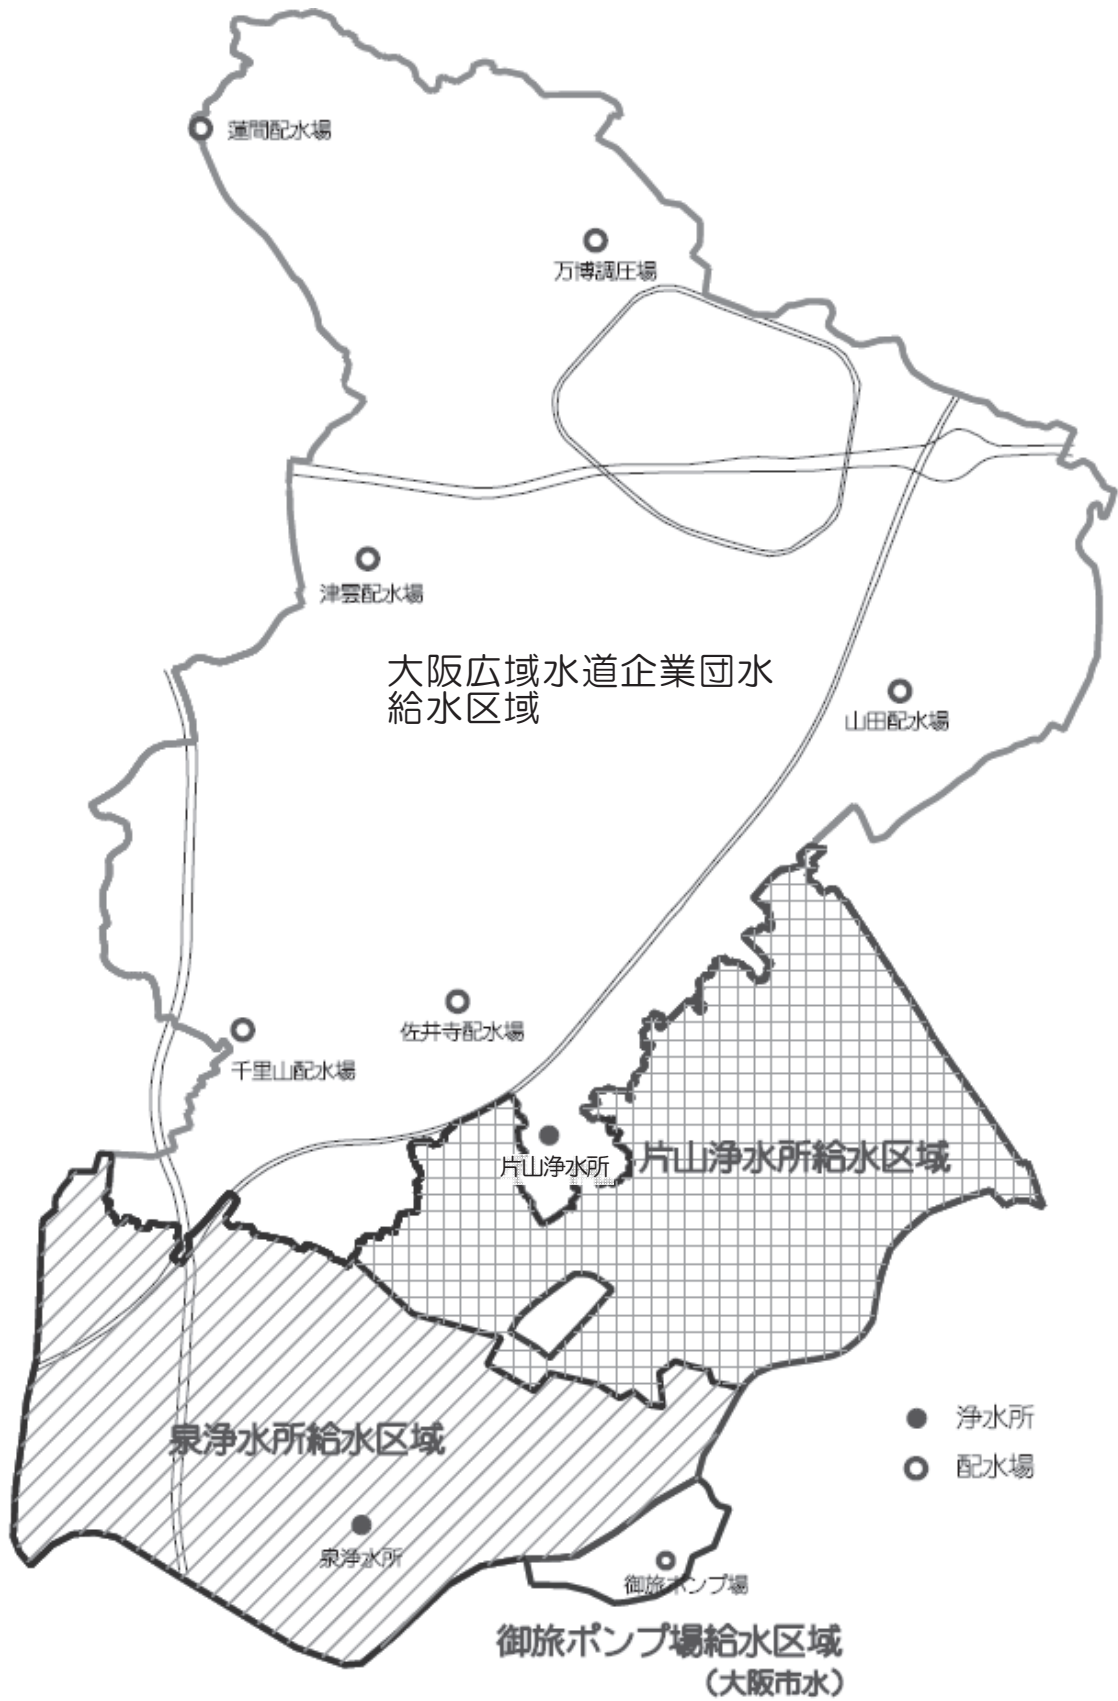 蓮間配水場
万博調圧場
津雲配水場
大阪広域水道企業団水
給水区域
山田配水場
佐井寺配水場
千里山配水場
片山浄水所
片山浄水所給水区域
浄水所
配水場
泉浄水所給水区域
泉浄水所
御旅ポンプ場
御旅ポンプ場給水区域
（大阪市水）